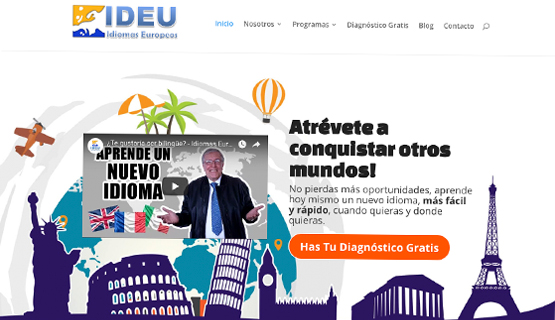 IDEU
Idiomas Europeos
Inicio Nosotros Programas Diagnóstico Gratis Blog Contacto
¿Te gustaría ser bilingüe? - Idiomas Eur...
APRENDE UN
NUEVO
IDIOMA
Atrévete a
conquistar otros
mundos!
No pierdas más oportunidades, aprende
hoy mismo un nuevo idioma, más fácil
y rápido, cuando quieras y donde
quieras.
Has Tu Diagnóstico Gratis